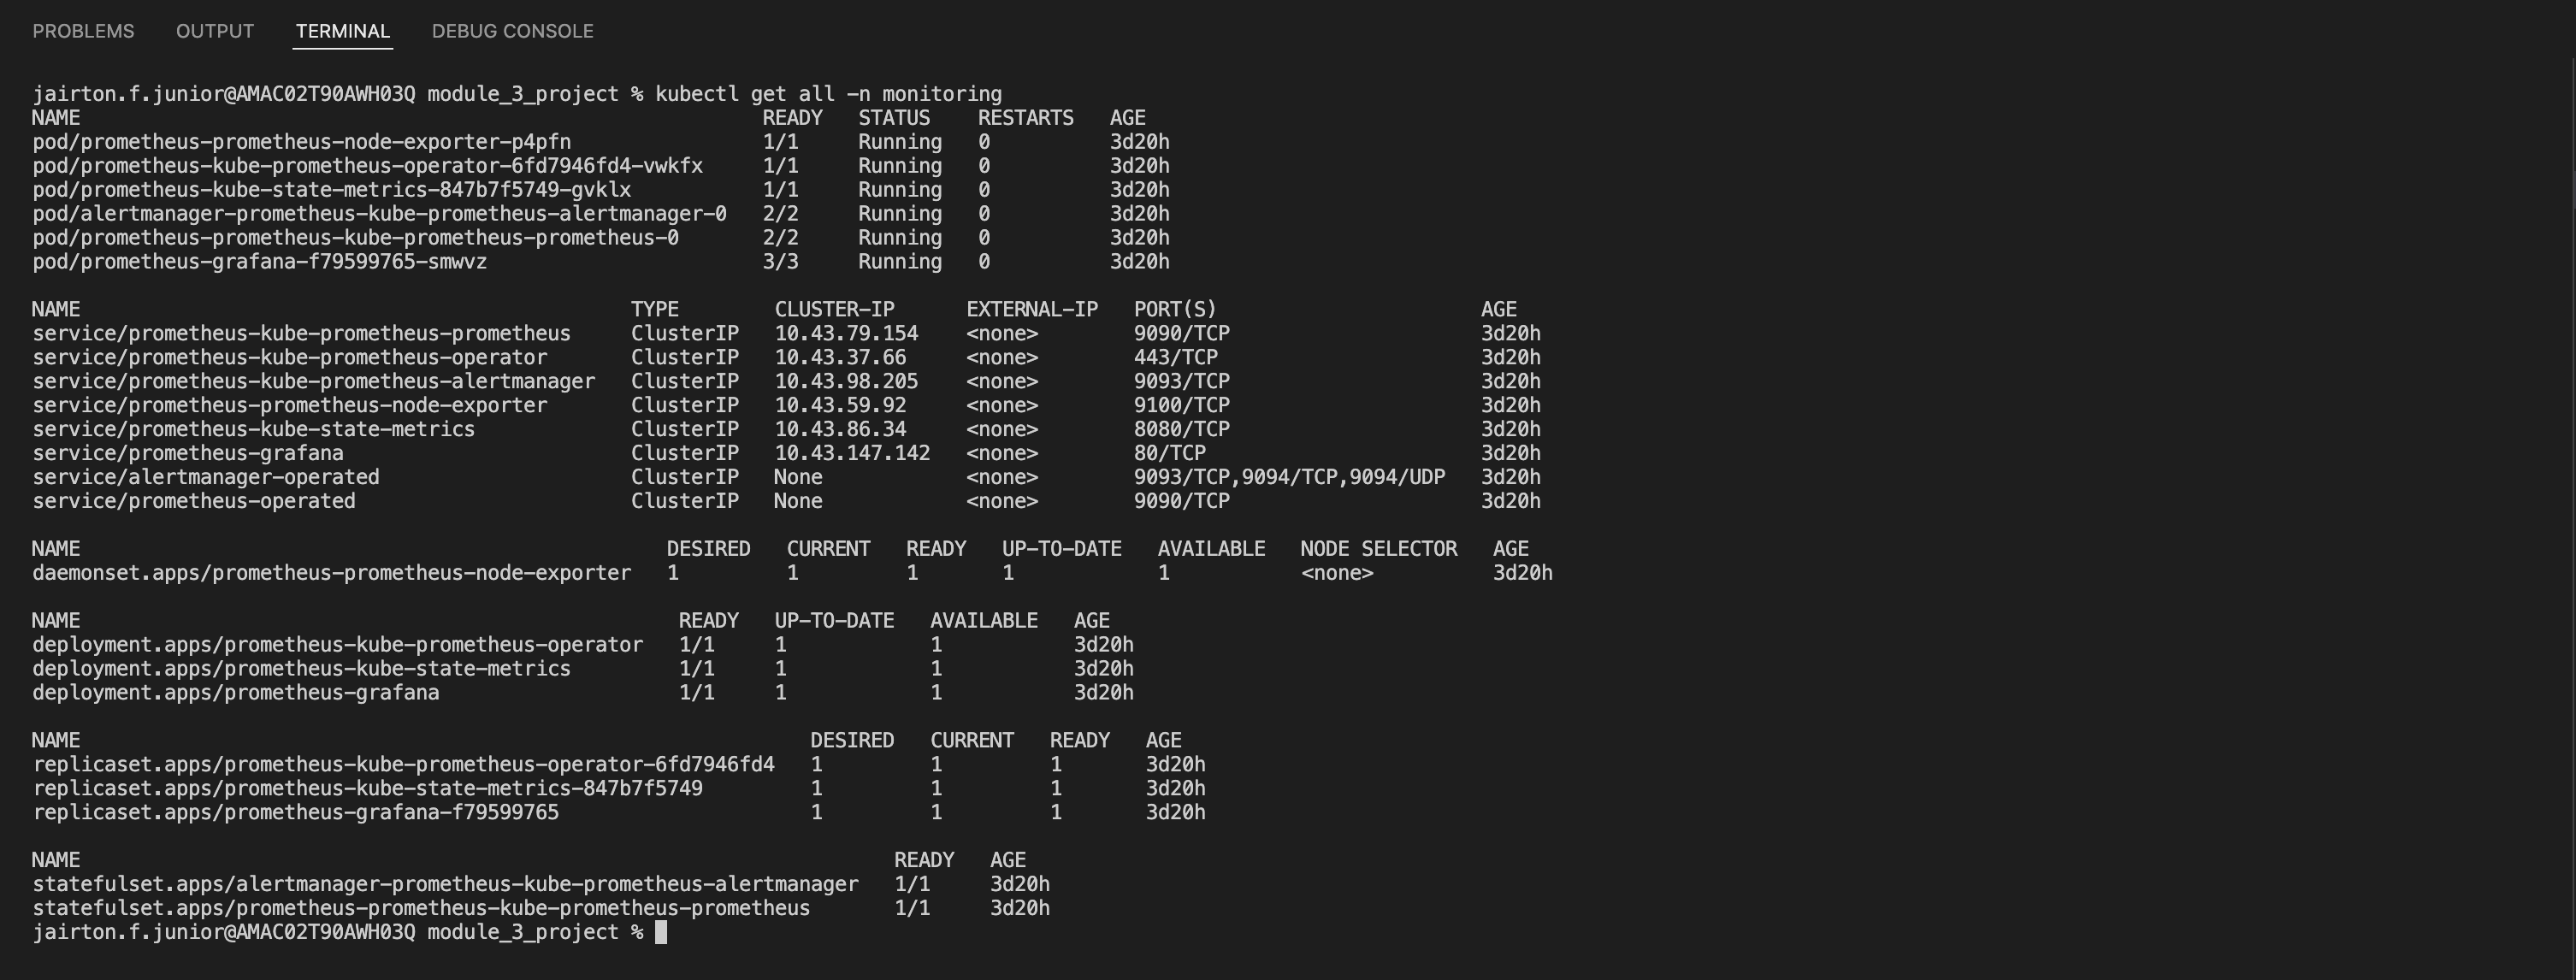 PROBLEMS OUTPUT TERMINAL DEBUG CONSOLE
jairton.f.junior@AMAC02T90AWH03Q module_3_project % kubectl get all -n monitoring
NAME READY STATUS RESTARTS AGE
pod/prometheus-prometheus-node-exporter-p4pfn 1/1 Running 0 3d20h
pod/prometheus-kube-prometheus-operator-6fd7946fd4-vwkfx 1/1 Running 0 3d20h
pod/prometheus-kube-state-metrics-847b7f5749-gvklx 1/1 Running 0 3d20h
pod/alertmanager-prometheus-kube-prometheus-alertmanager-0 2/2 Running 0 3d20h
pod/prometheus-prometheus-kube-prometheus-prometheus-0 2/2 Running 0 3d20h
pod/prometheus-grafana-f79599765-smwvz 3/3 Running 0 3d20h
NAME TYPE CLUSTER-IP EXTERNAL-IP PORT(S) AGE
service/prometheus-kube-prometheus-prometheus ClusterIP 10.43.79.154 <none> 9090/TCP 3d20h
service/prometheus-kube-prometheus-operator ClusterIP 10.43.37.66 <none> 443/TCP 3d20h
service/prometheus-kube-prometheus-alertmanager ClusterIP 10.43.98.205 <none> 9093/TCP 3d20h
service/prometheus-prometheus-node-exporter ClusterIP 10.43.59.92 <none> 9100/TCP 3d20h
service/prometheus-kube-state-metrics ClusterIP 10.43.86.34 <none> 8080/TCP 3d20h
service/prometheus-grafana ClusterIP 10.43.147.142 <none> 80/TCP 3d20h
service/alertmanager-operated ClusterIP None <none> 9093/TCP,9094/TCP,9094/UDP 3d20h
service/prometheus-operated ClusterIP None <none> 9090/TCP 3d20h
NAME DESIRED CURRENT READY UP-TO-DATE AVAILABLE NODE SELECTOR AGE
daemonset.apps/prometheus-prometheus-node-exporter 1 1 1 1 1 <none> 3d20h
NAME READY UP-TO-DATE AVAILABLE AGE
deployment.apps/prometheus-kube-prometheus-operator 1/1 1 1 3d20h
deployment.apps/prometheus-kube-state-metrics 1/1 1 1 3d20h
deployment.apps/prometheus-grafana 1/1 1 1 3d20h
NAME DESIRED CURRENT READY AGE
replicaset.apps/prometheus-kube-prometheus-operator-6fd7946fd4 1 1 1 3d20h
replicaset.apps/prometheus-kube-state-metrics-847b7f5749 1 1 1 3d20h
replicaset.apps/prometheus-grafana-f79599765 1 1 1 3d20h
NAME READY AGE
statefulset.apps/alertmanager-prometheus-kube-prometheus-alertmanager 1/1 3d20h
statefulset.apps/prometheus-prometheus-kube-prometheus-prometheus 1/1 3d20h
jairton.f.junior@AMAC02T90AWH03Q module_3_project %